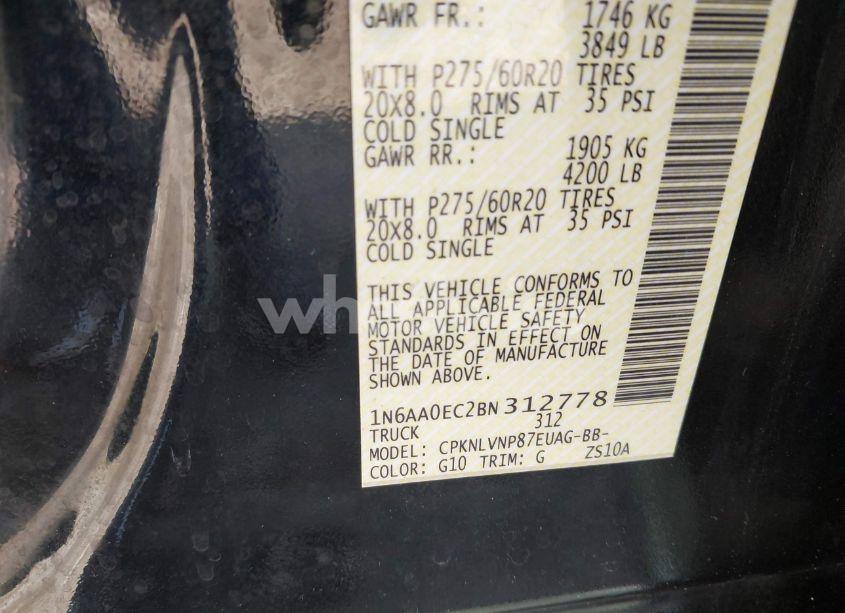 GAWR FR.: 1746 KG
3849 LB
WITH P275/60R20 TIRES
20X8.0 RIMS AT 35 PSI
COLD SINGLE
GAWR RR.: 1905 KG
4200 LB
WITH P275/60R20 TIRES
20X8.0 RIMS AT 35 PSI
COLD SINGLE
THIS VEHICLE CONFORMS TO
ALL APPLICABLE FEDERAL
MOTOR VEHICLE SAFETY
STANDARDS IN EFFECT ON
THE DATE OF MANUFACTURE
SHOWN ABOVE.
1N6AA0EC2BN312778
TRUCK 312
MODEL: CPKNLVNP87EUAG-BB-
COLOR: G10 TRIM: G ZS10A